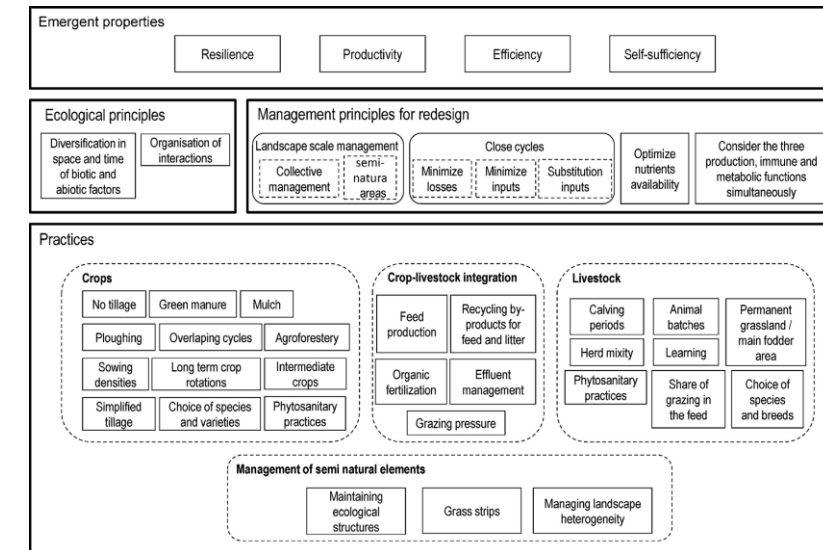 Emergent properties
Resilience
Productivity
Efficiency
Self-sufficiency
Ecological principles
Diversification in
space and time
of biotic and
abiotic factors
Organisation of
interactions
Management principles for redesign
Landscape scale management
Collective
management
semi-
natura
areas
Close cycles
Minimize
losses
Minimize
inputs
Substitution
inputs
Optimize
nutrients
availability
Consider the three
production, immune and
metabolic functions
simultaneously
Practices
Crops
No tillage
Green manure
Mulch
Ploughing
Overlaping cycles
Agroforestery
Sowing
densities
Long term crop
rotations
Intermediate
crops
Simplified
tillage
Choice of species
and varieties
Phytosanitary
practices
Crop-livestock integration
Feed
production
Recycling by-
products for
feed and litter
Organic
fertilization
Effluent
management
Grazing pressure
Livestock
Calving
periods
Animal
batches
Permanent
grassland /
main fodder
area
Herd mixity
Learning
Phytosanitary
practices
Share of
grazing in
the feed
Choice of
species
and breeds
Management of semi natural elements
Maintaining
ecological
structures
Grass strips
Managing landscape
heterogeneity